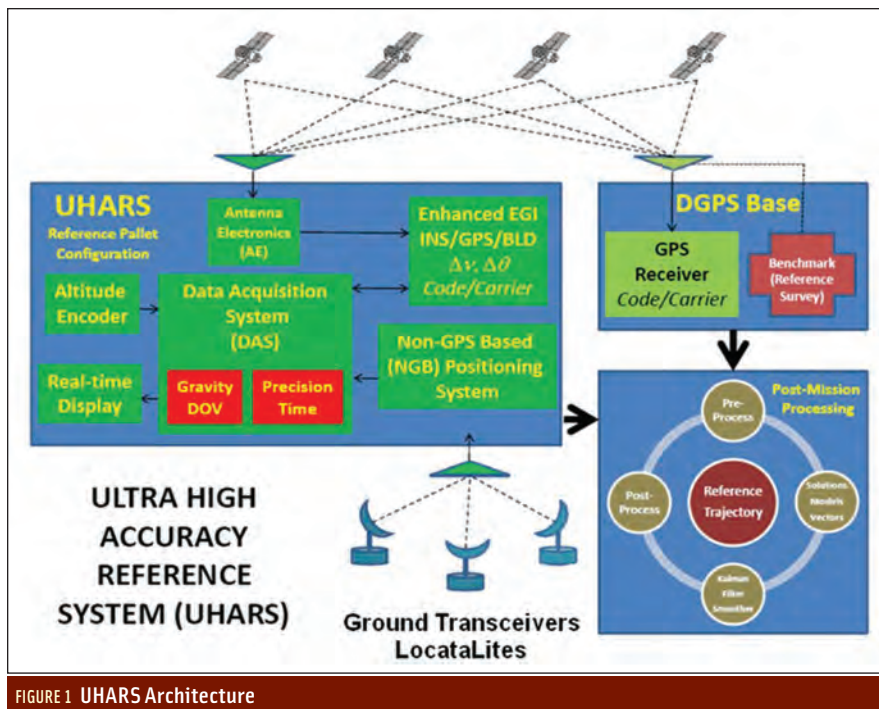 UHARS
Reference Pallet
Configuration
Antenna
Electronics
(AE)
Enhanced EGI
INS/GPS/BLD
Δv, Δθ
Code/Carrier
Altitude
Encoder
Data Acquisition
System
(DAS)
Gravity
DOV
Precision
Time
Real-time
Display
Non-GPS Based
(NGB) Positioning
System
DGPS Base
GPS
Receiver
Code/Carrier
Benchmark
(Reference
Survey)
Post-Mission
Processing
Pre-
Process
Post-
Process
Reference
Trajectory
Solutions
Models
Vectors
Kalman
Filter
Smoother
ULTRA HIGH
ACCURACY
REFERENCE
SYSTEM (UHARS)
Ground Transceivers
LocataLites
FIGURE 1 UHARS Architecture